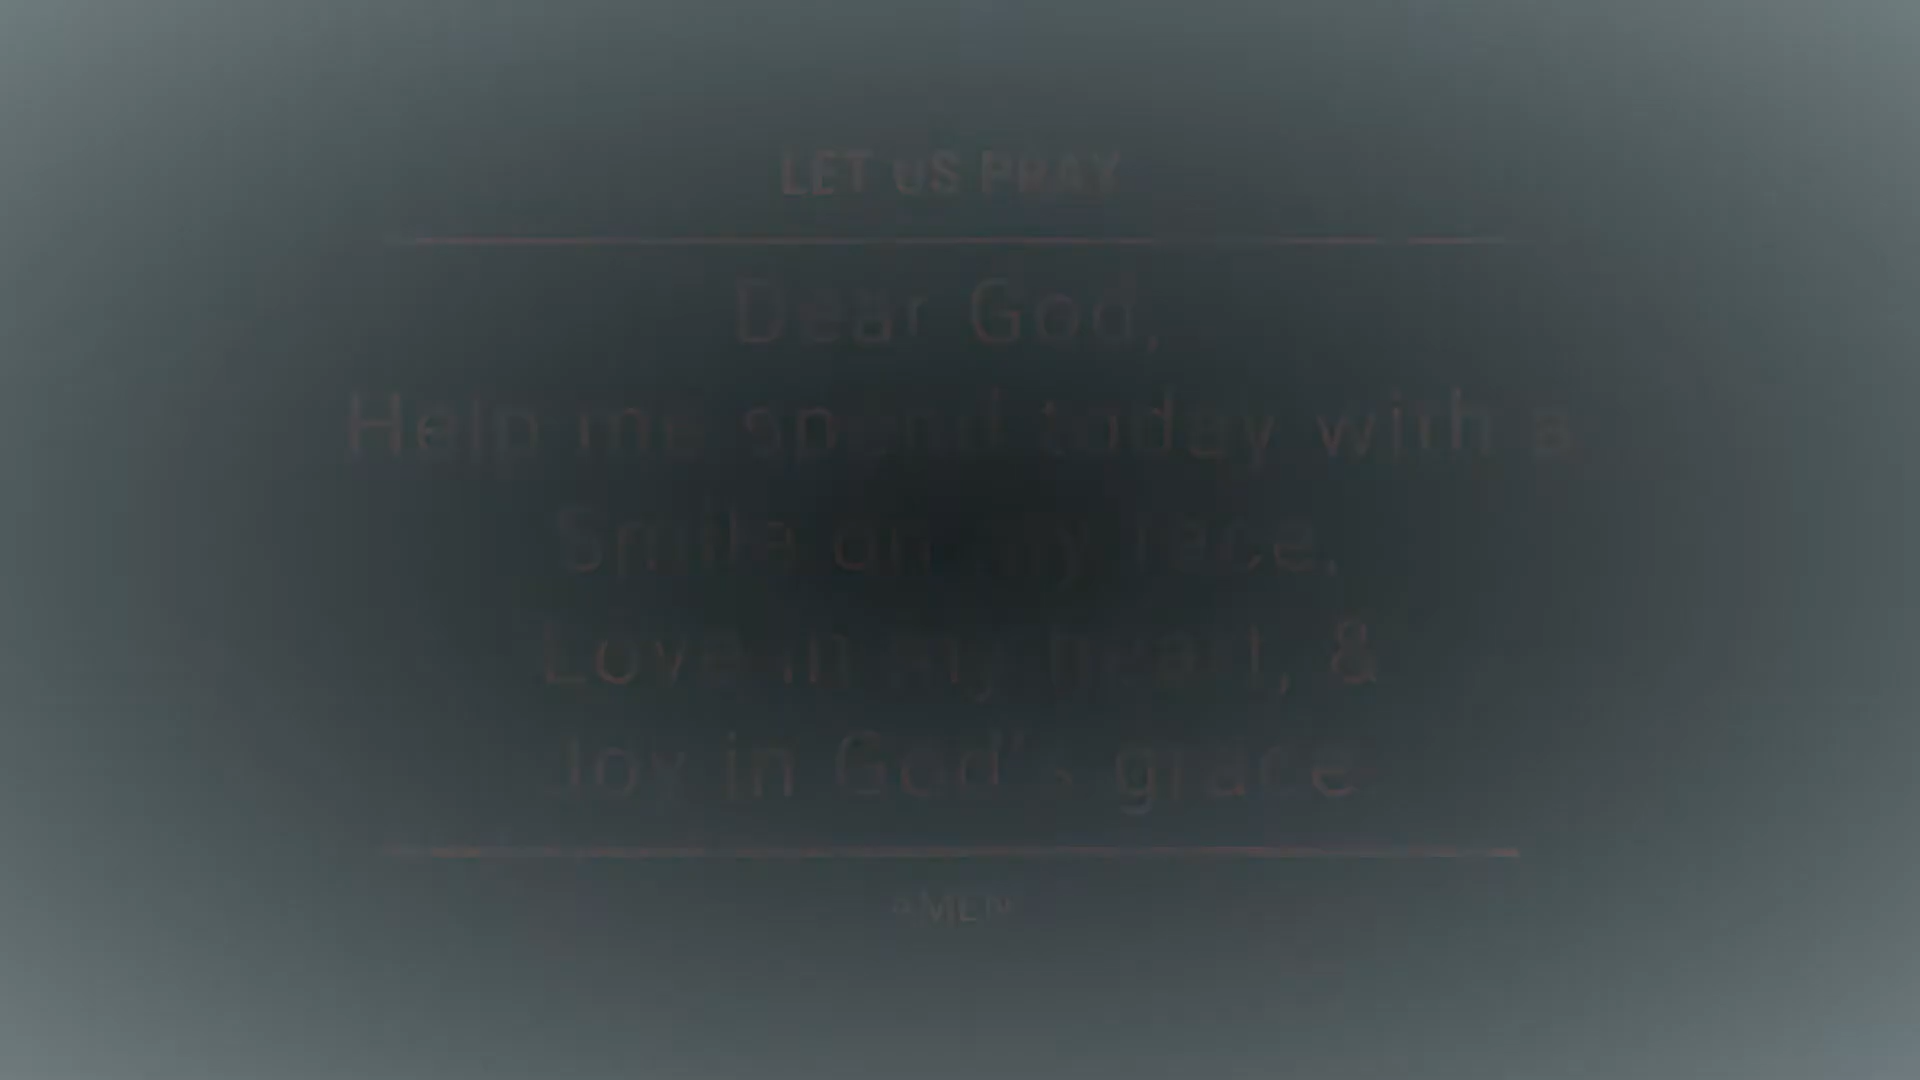 LET US PRAY
Dear God,
Help me spend today with a
Smile on my face,
Love in my heart, &
Joy in God's grace.
AMEN